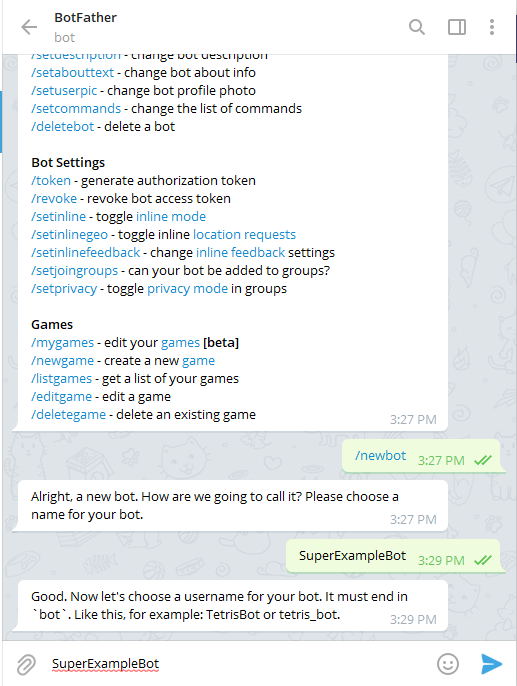 BotFather
bot
/setdescription - change bot description
/setabouttext - change bot about info
/setuserpic - change bot profile photo
/setcommands - change the list of commands
/deletebot - delete a bot
Bot Settings
/token - generate authorization token
/revoke - revoke bot access token
/setinline - toggle inline mode
/setinlinegeo - toggle inline location requests
/setinlinefeedback - change inline feedback settings
/setjoingroups - can your bot be added to groups?
/setprivacy - toggle privacy mode in groups
Games
/mygames - edit your games [beta]
/newgame - create a new game
/listgames - get a list of your games
/editgame - edit a game
/deletegame - delete an existing game
3:27 PM
/newbot 3:27 PM
Alright, a new bot. How are we going to call it? Please choose a
name for your bot.
3:27 PM
SuperExampleBot 3:29 PM
Good. Now let's choose a username for your bot. It must end in
`bot`. Like this, for example: TetrisBot or tetris_bot.
3:29 PM
SuperExampleBot